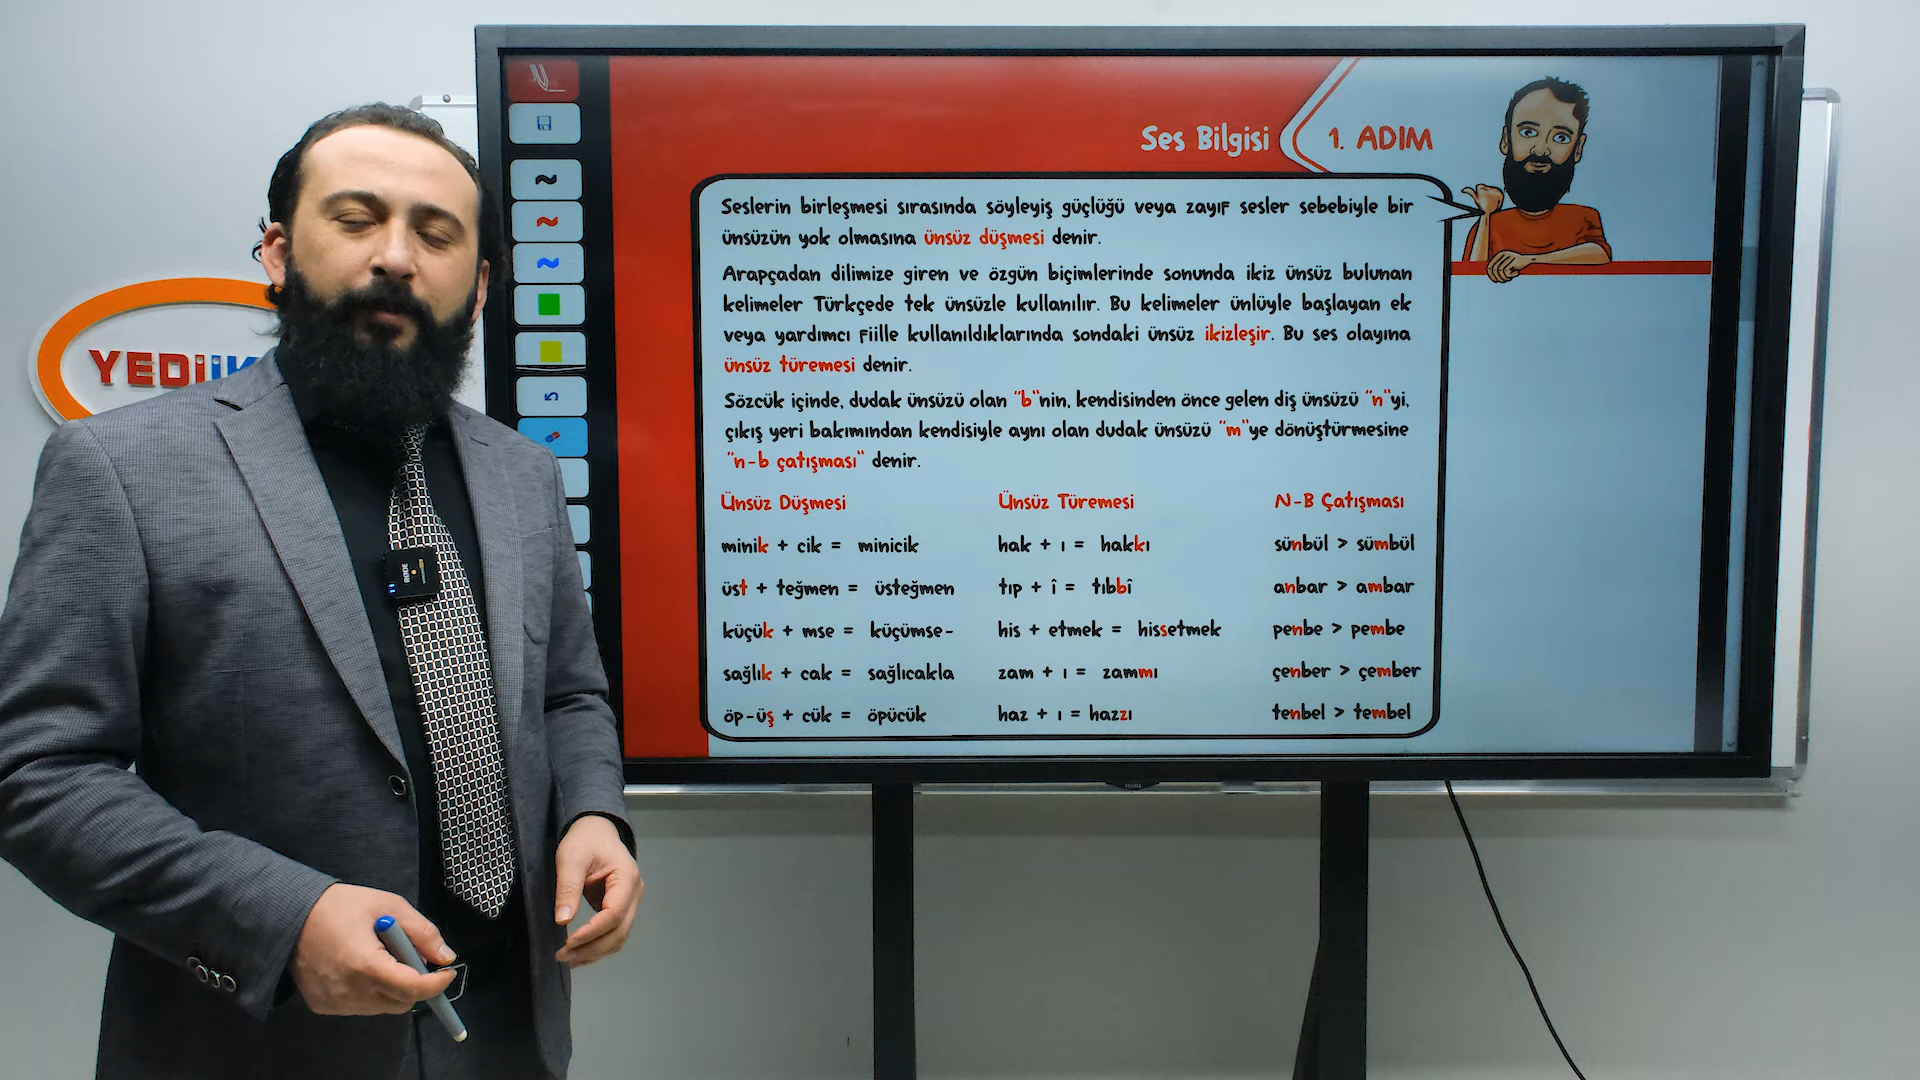 Ses Bilgisi
1. ADIM
Seslerin birleşmesi sırasında söyleyiş güçlüğü veya zayıf sesler sebebiyle bir
ünsüzün yok olmasına ünsüz düşmesi denir.
Arapçadan dilimize giren ve özgün biçimlerinde sonunda ikiz ünsüz bulunan
kelimeler Türkçede tek ünsüzle kullanılır. Bu kelimeler ünlüyle başlayan ek
veya yardımcı fiille kullanıldıklarında sondaki ünsüz ikizleşir. Bu ses olayına
ünsüz türemesi denir.
Sözcük içinde, dudak ünsüzü olan "b"nin, kendisinden önce gelen diş ünsüzü "n"yi,
çıkış yeri bakımından kendisiyle aynı olan dudak ünsüzü "m"ye dönüştürmesine
"n-b çatışması" denir.
Ünsüz Düşmesi Ünsüz Türemesi N-B Çatışması
minik + cik = minicik hak + ı = hakkı sünbül > sümbül
üst + teğmen = üsteğmen tıp + î = tıbbî anbar > ambar
küçük + mse = küçümse- his + etmek = hissetmek penbe > pembe
sağlık + cak = sağlıcakla zam + ı = zammı çenber > çember
öp-üş + cük = öpücük haz + ı = hazzı tenbel > tembel
RODE